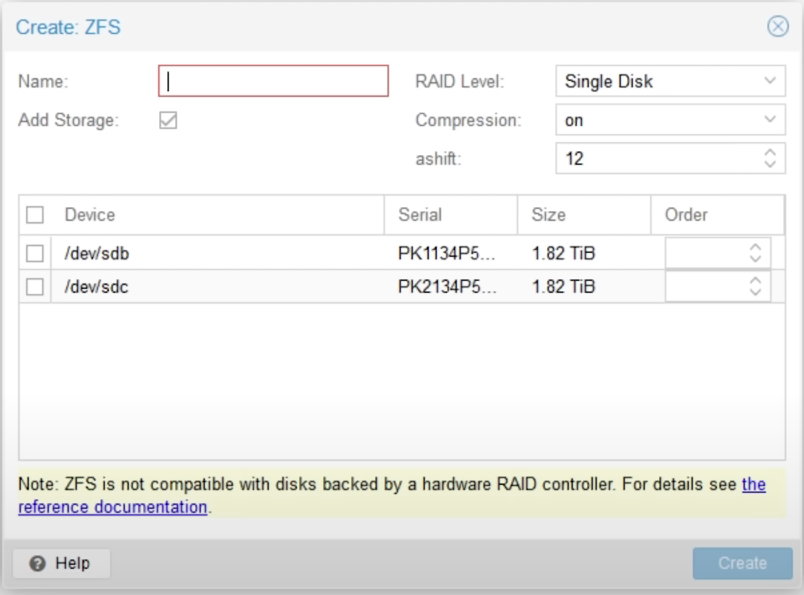 Create: ZFS
Name:
RAID Level: Single Disk
Add Storage:
Compression: on
ashift: 12
Device Serial Size Order
/dev/sdb PK1134P5... 1.82 TiB
/dev/sdc PK2134P5... 1.82 TiB
Note: ZFS is not compatible with disks backed by a hardware RAID controller. For details see the
reference documentation.
Help
Create